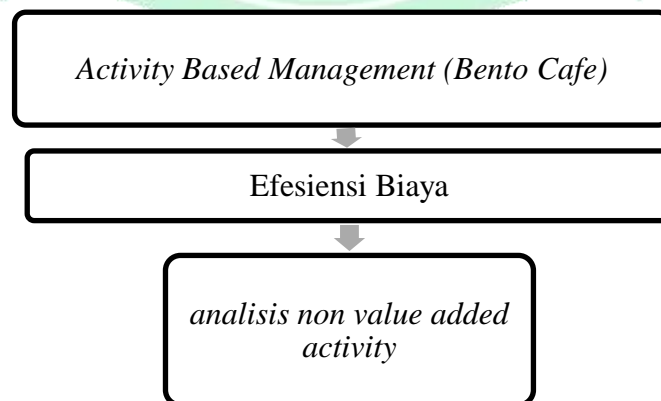 Activity Based Management (Bento Cafe)
Efesiensi Biaya
analisis non value added
activity